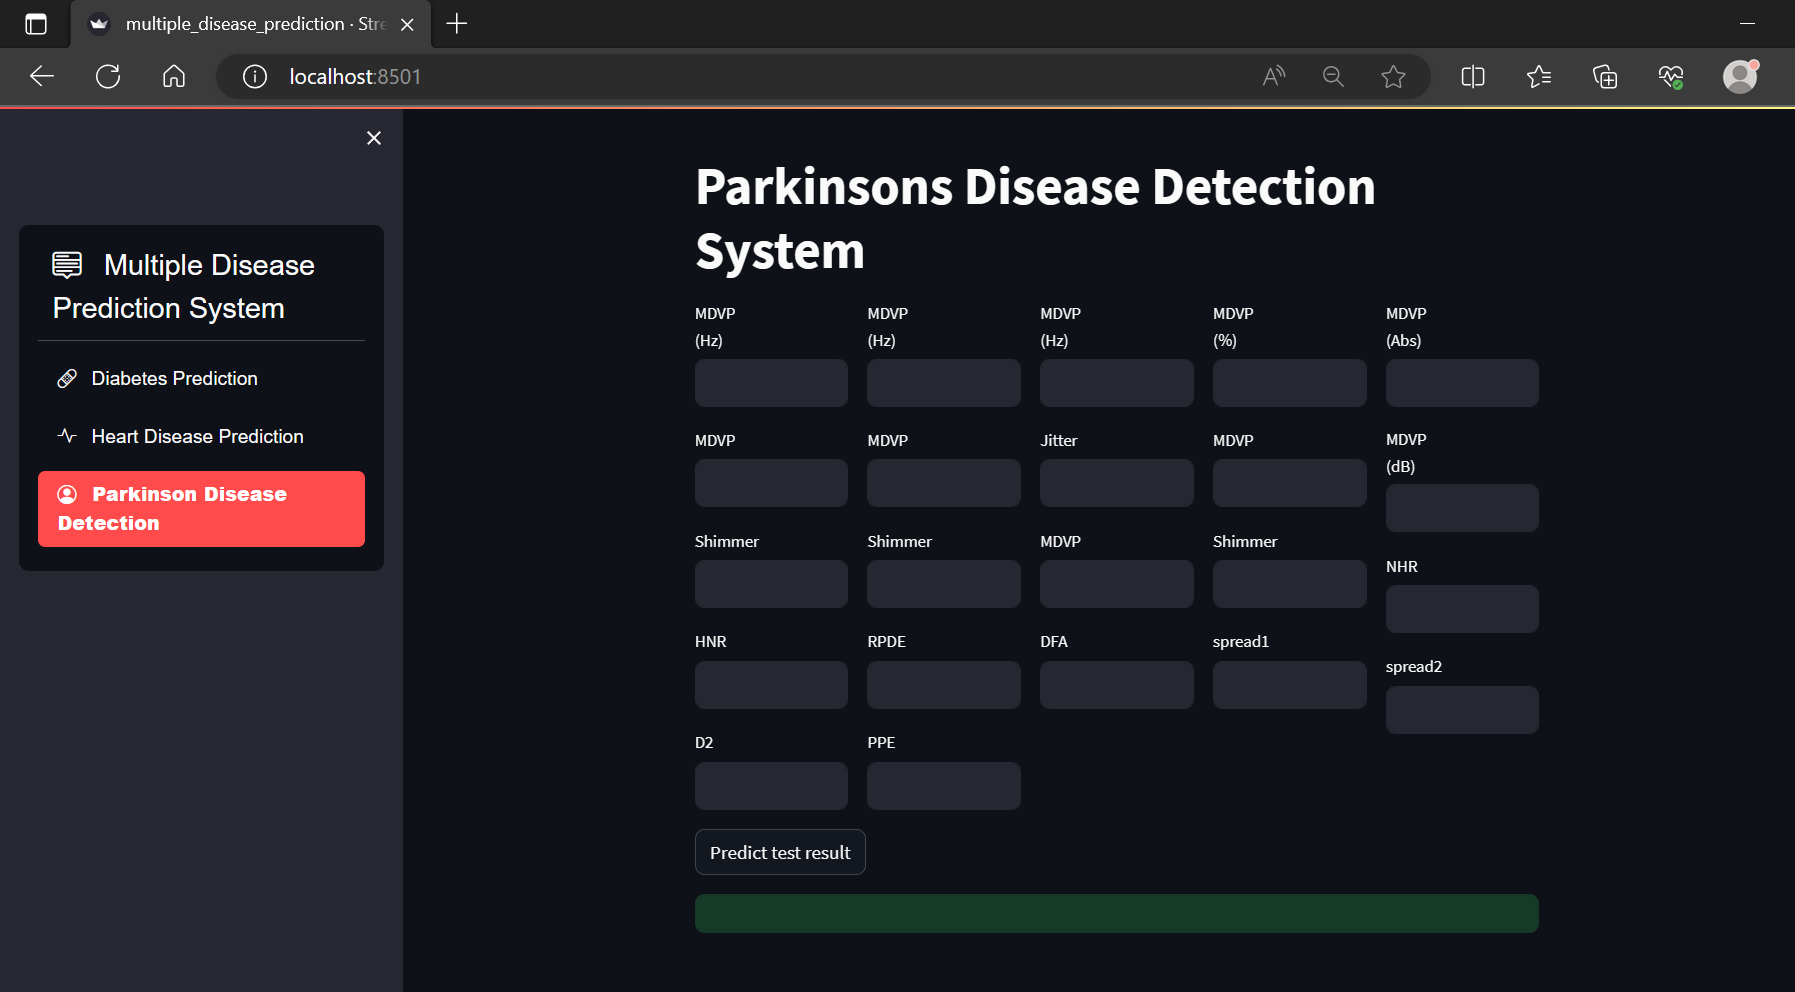 multiple_disease_prediction · Stre
localhost:8501
Multiple Disease
Prediction System
Diabetes Prediction
Heart Disease Prediction
Parkinson Disease
Detection
Parkinsons Disease Detection
System
MDVP MDVP MDVP MDVP MDVP
(Hz) (Hz) (Hz) (%) (Abs)
MDVP MDVP Jitter MDVP MDVP
(dB)
Shimmer Shimmer MDVP Shimmer
NHR
HNR RPDE DFA spread1
spread2
D2 PPE
Predict test result